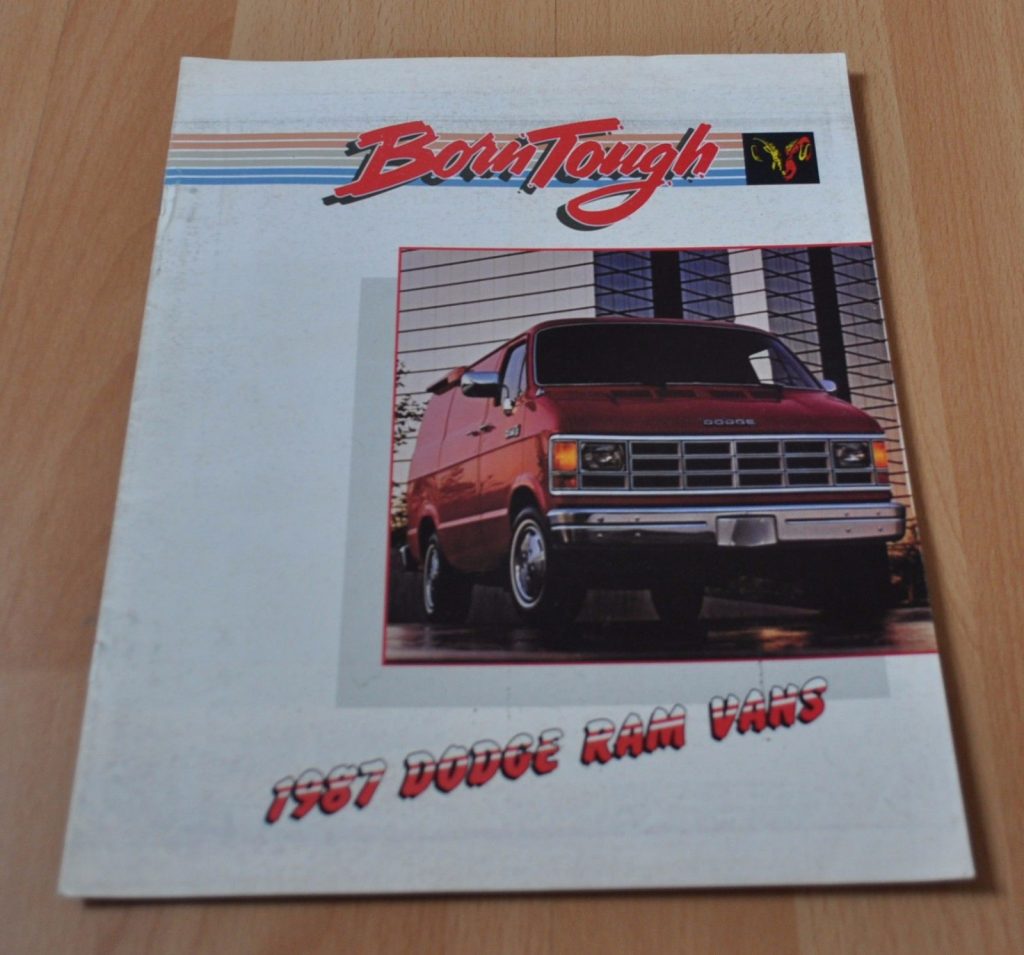 Born Tough
DODGE
1987 DODGE RAM VANS